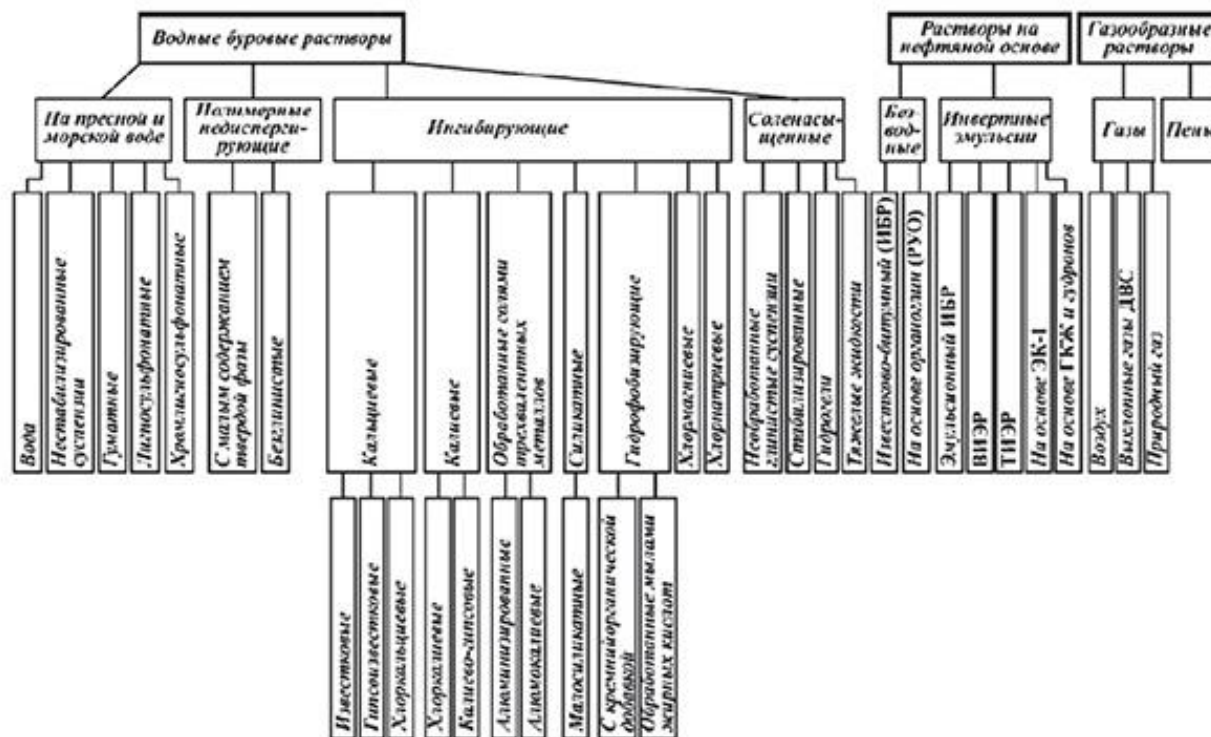 Водные буровые растворы
Растворы на
нефтяной основе
Газообразные
растворы
На пресной и
морской воде
Полимерные
недисперги-
рующие
Ингибирующие
Соленасы-
щенные
Без-
вод-
ные
Инвертные
эмульсии
Газы
Пены
Вода
Нестабилизированные
суспензии
Гуматные
Лигносульфонатные
Хромлигносульфонатные
С малым содержанием
твердой фазы
Безглинистые
Кальциевые
Калиевые
Обработанные солями
трехвалентных
металлов
Силикатные
Гидрофобизирующие
Хлормагниевые
Хлорнатриевые
Необработанные
глинистые суспензии
Стабилизированные
Гидрогели
Тяжелые жидкости
Известково-битумный (ИБР)
На основе органоглин (РУО)
Эмульсионный ИБР
ВИЭР
ТИЭР
На основе ЭК-1
На основе ГКЖ и гудронов
Воздух
Выхлопные газы ДВС
Природный газ
Известковые
Гипсоизвестковые
Хлоркальциевые
Хлоркалиевые
Калиево-гипсовые
Алюминизированные
Алюмокалиевые
Малосиликатные
С кремнийорганической
добавкой
Обработанные мылами
жирных кислот